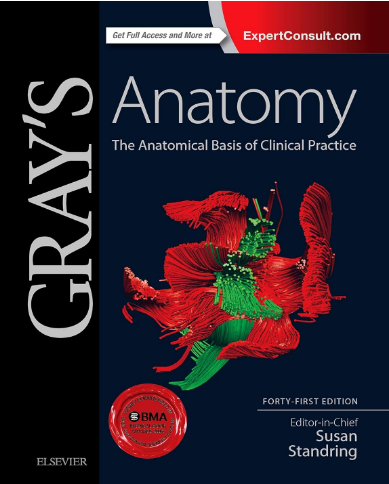 Get Full Access and More at
ExpertConsult.com
GRAY'S
Anatomy
The Anatomical Basis of Clinical Practice
BMA
FORTY-FIRST EDITION
Editor-in-Chief
Susan
Standring
ELSEVIER